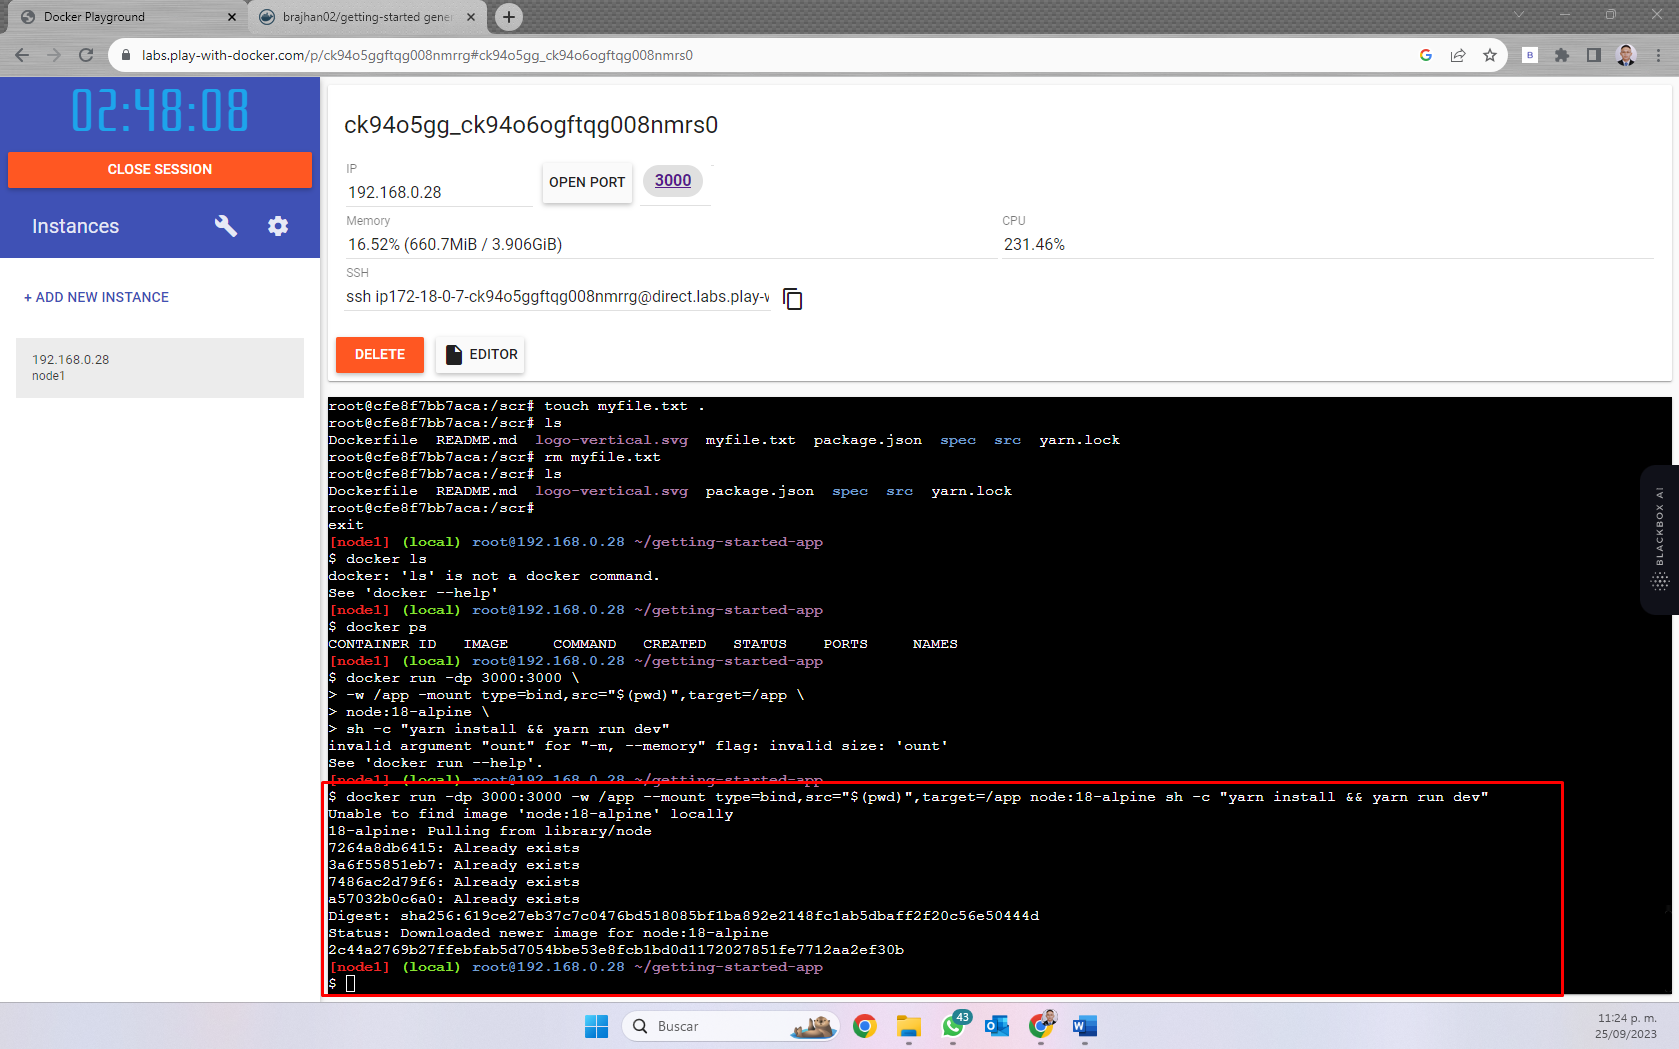 Docker Playground
brajhan02/getting-started gene
labs.play-with-docker.com/p/ck94o5ggftqg008nmrrg#ck94o5gg_ck94o6ogftqg008nmrs0
02:48:08
CLOSE SESSION
Instances
+ ADD NEW INSTANCE
192.168.0.28
node1
ck94o5gg_ck94o6ogftqg008nmrs0
IP
192.168.0.28
OPEN PORT
3000
Memory
16.52% (660.7MiB / 3.906GiB)
CPU
231.46%
SSH
ssh ip172-18-0-7-ck94o5ggftqg008nmrrg@direct.labs.play-w
DELETE
EDITOR
root@cfe8f7bb7aca:/scr# touch myfile.txt .
root@cfe8f7bb7aca:/scr# ls
Dockerfile README.md logo-vertical.svg myfile.txt package.json spec src yarn.lock
root@cfe8f7bb7aca:/scr# rm myfile.txt
root@cfe8f7bb7aca:/scr# ls
Dockerfile README.md logo-vertical.svg package.json spec src yarn.lock
root@cfe8f7bb7aca:/scr#
exit
[node1] (local) root@192.168.0.28 ~/getting-started-app
$ docker ls
docker: 'ls' is not a docker command.
See 'docker --help'
[node1] (local) root@192.168.0.28 ~/getting-started-app
$ docker ps
CONTAINER ID IMAGE COMMAND CREATED STATUS PORTS NAMES
[node1] (local) root@192.168.0.28 ~/getting-started-app
$ docker run -dp 3000:3000 \
> -w /app -mount type=bind,src="$(pwd)",target=/app \
> node:18-alpine \
> sh -c "yarn install && yarn run dev"
invalid argument "ount" for "-m, --memory" flag: invalid size: 'ount'
See 'docker run --help'.
[node1] (local) root@192.168.0.28 ~/getting-started-app
$ docker run -dp 3000:3000 -w /app --mount type=bind,src="$(pwd)",target=/app node:18-alpine sh -c "yarn install && yarn run dev"
Unable to find image 'node:18-alpine' locally
18-alpine: Pulling from library/node
7264a8db6415: Already exists
3a6f55851eb7: Already exists
7486ac2d79f6: Already exists
a57032b0c6a0: Already exists
Digest: sha256:619ce27eb37c7c0476bd518085bf1ba892e2148fc1ab5dbaff2f20c56e50444d
Status: Downloaded newer image for node:18-alpine
2c44a2769b27ffebfab5d7054bbe53e8fcb1bd0d1172027851fe7712aa2ef30b
[node1] (local) root@192.168.0.28 ~/getting-started-app
$
BLACKBOX AI
Buscar
43
11:24 p. m.
25/09/2023